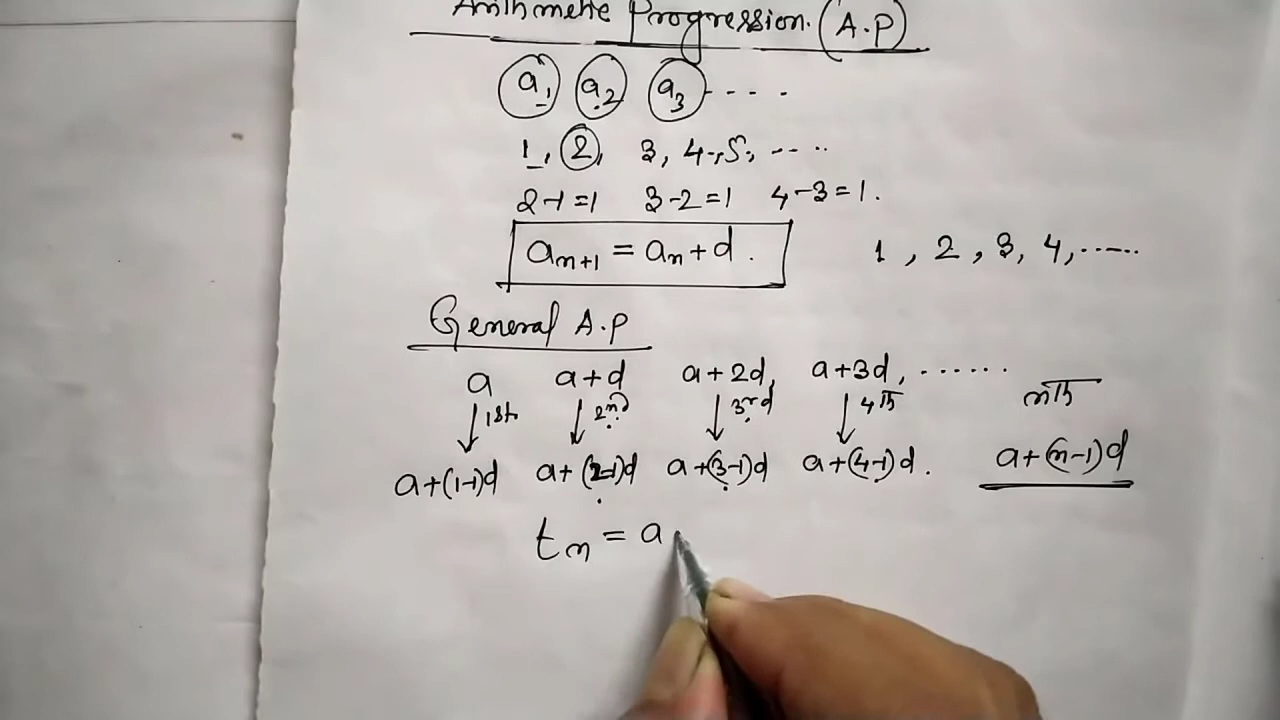 Arithmetic Progression. (A.P)
a₁ a₂ a₃ ----
1, 2, 3, 4, 5, ----
2-1=1 3-2=1 4-3=1.
aₙ₊₁ = aₙ+d.
1, 2, 3, 4, ......
General A.P
a a+d a+2d, a+3d, ......
1st 2nd 3rd 4th nth
a+(1-1)d a+(2-1)d a+(3-1)d a+(4-1)d. a+(n-1)d
tₙ = a